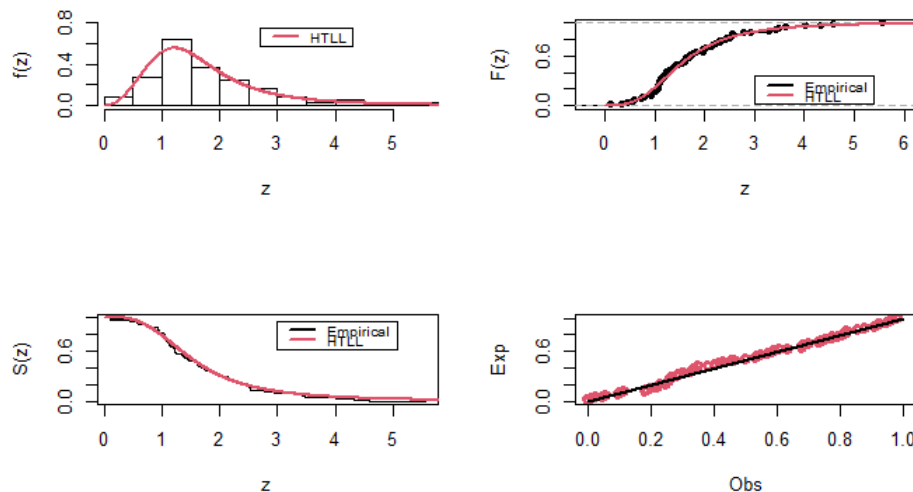 f(z)
0.0 0.4 0.8
HTLL
0 1 2 3 4 5
z
F(z)
0.0 0.6
Empirical
HTLL
0 1 2 3 4 5 6
z
S(z)
0.0 0.6
Empirical
HTLL
0 1 2 3 4 5
z
Exp
0.0 0.6
0.0 0.2 0.4 0.6 0.8 1.0
Obs